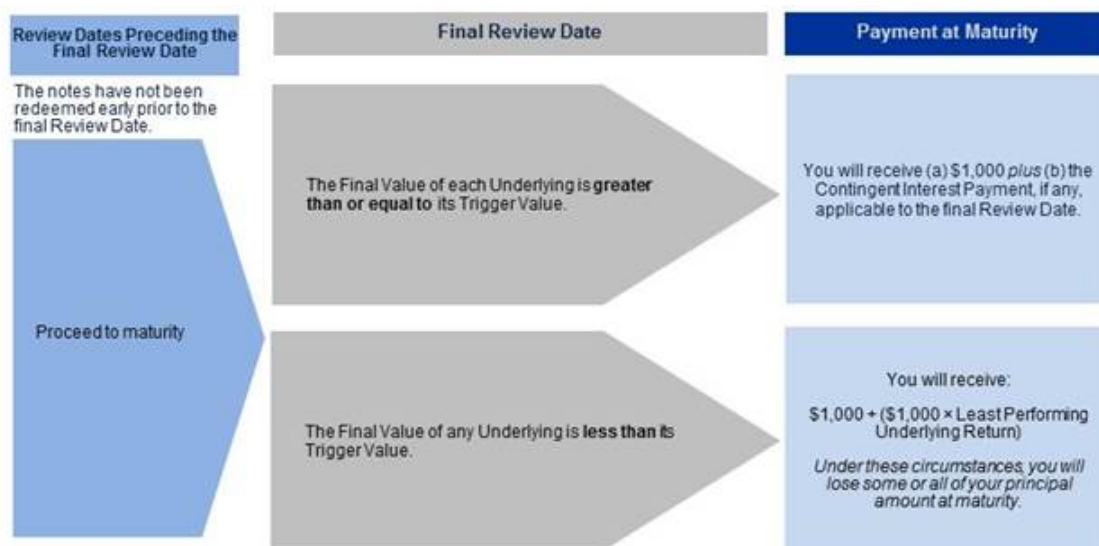 Review Dates Preceding the
Final Review Date
Final Review Date
Payment at Maturity
The notes have not been
redeemed early prior to the
final Review Date.
Proceed to maturity
The Final Value of each Underlying is greater
than or equal to its Trigger Value.
You will receive (a) $1,000 plus (b) the
Contingent Interest Payment, if any,
applicable to the final Review Date.
The Final Value of any Underlying is less than its
Trigger Value.
You will receive:
$1,000 + ($1,000 × Least Performing
Underlying Return)
Under these circumstances, you will
lose some or all of your principal
amount at maturity.